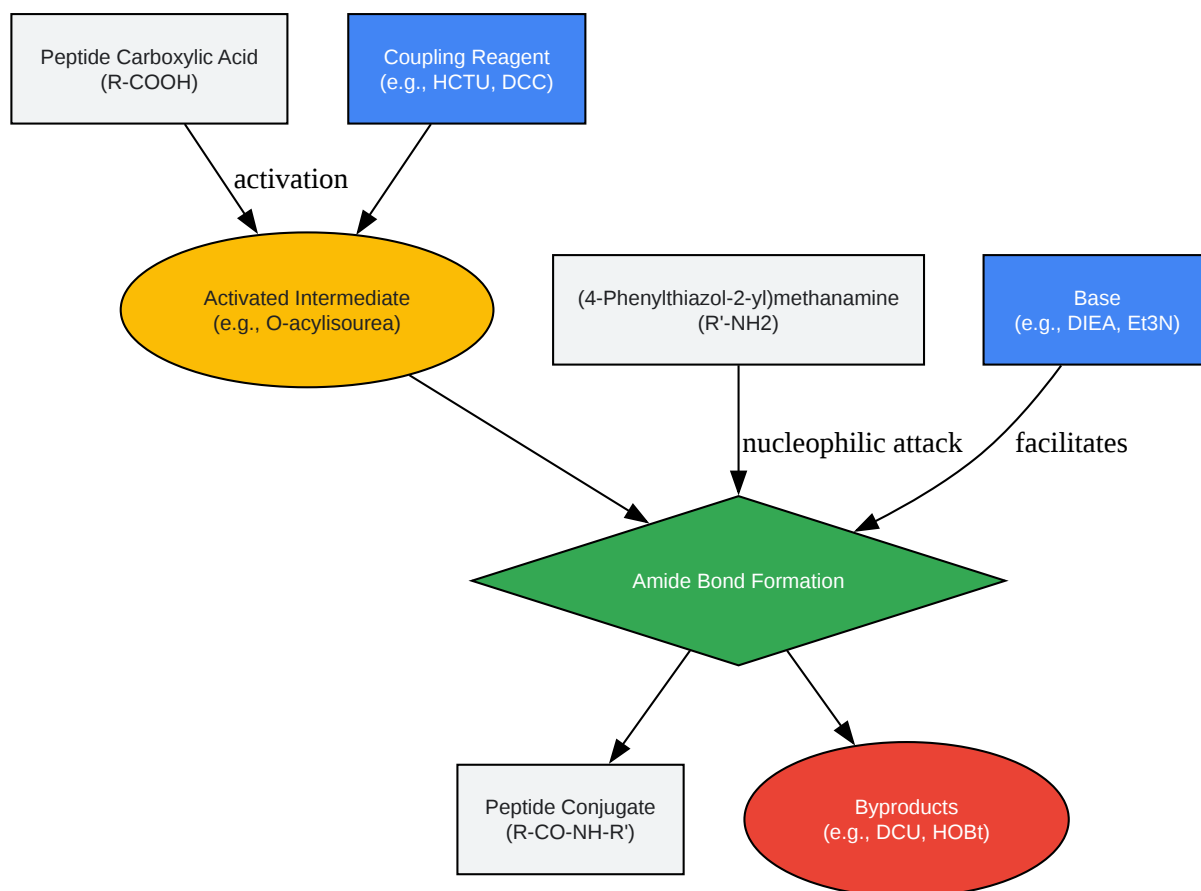 Peptide Carboxylic Acid
(R-COOH)
Coupling Reagent
(e.g., HCTU, DCC)
activation
Activated Intermediate
(e.g., O-acylisourea)
(4-Phenylthiazol-2-yl)methanamine
(R'-NH2)
Base
(e.g., DIEA, Et3N)
nucleophilic attack
facilitates
Amide Bond Formation
Peptide Conjugate
(R-CO-NH-R')
Byproducts
(e.g., DCU, HOBt)